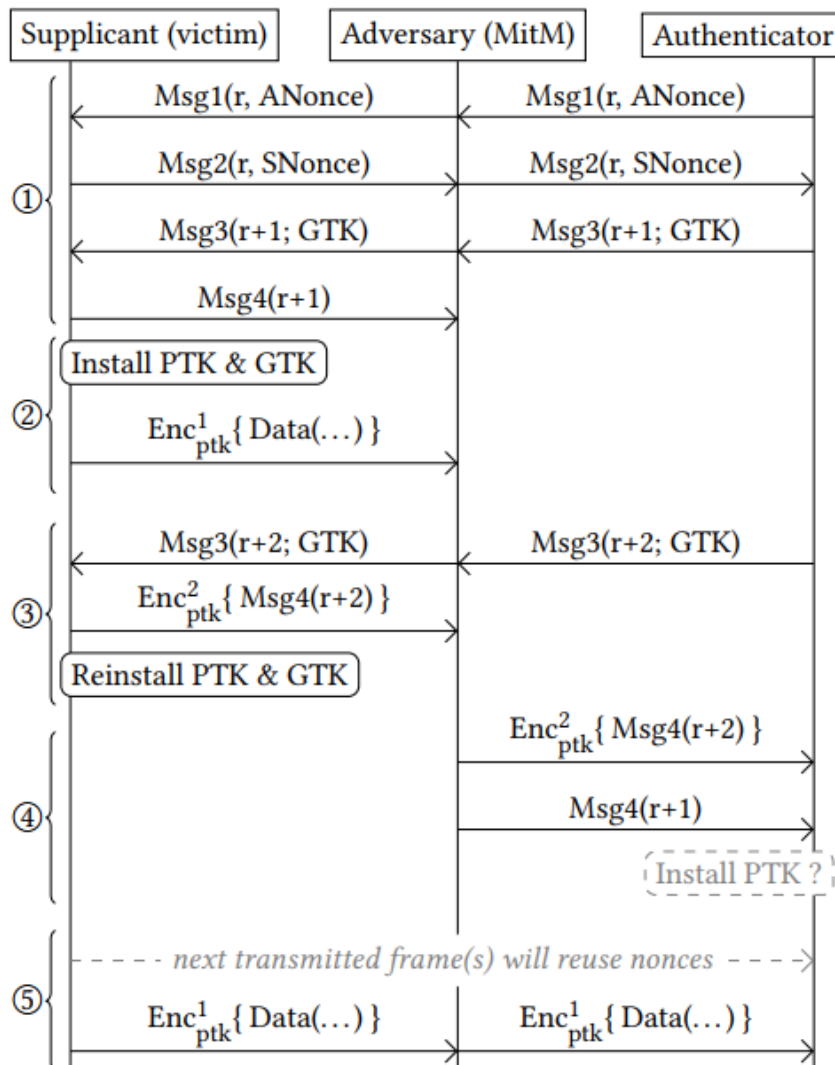 Supplicant (victim) Adversary (MitM) Authenticator
Msg1(r, ANonce) Msg1(r, ANonce)
Msg2(r, SNonce) Msg2(r, SNonce)
①
Msg3(r+1; GTK) Msg3(r+1; GTK)
Msg4(r+1)
Install PTK & GTK
②
Enc¹ptk{ Data(…) }
Msg3(r+2; GTK) Msg3(r+2; GTK)
③
Enc²ptk{ Msg4(r+2) }
Reinstall PTK & GTK
Enc²ptk{ Msg4(r+2) }
④
Msg4(r+1)
Install PTK ?
next transmitted frame(s) will reuse nonces
⑤
Enc¹ptk{ Data(…) } Enc¹ptk{ Data(…) }